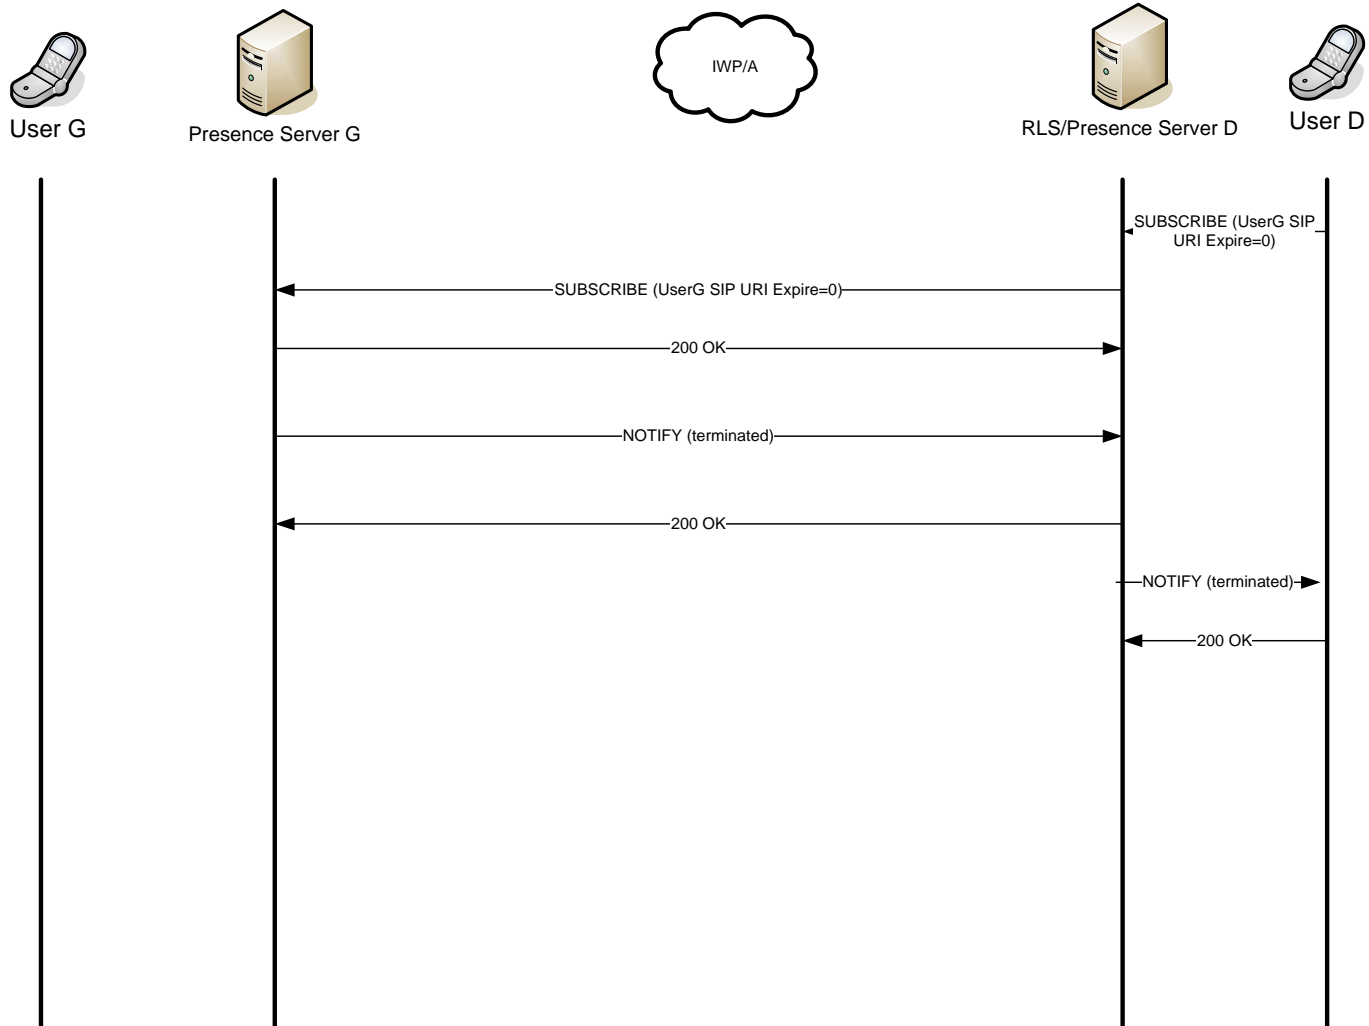 IWP/A
User G
Presence Server G
RLS/Presence Server D
User D
SUBSCRIBE (UserG SIP
URI Expire=0)
SUBSCRIBE (UserG SIP URI Expire=0)
200 OK
NOTIFY (terminated)
200 OK
NOTIFY (terminated)
200 OK